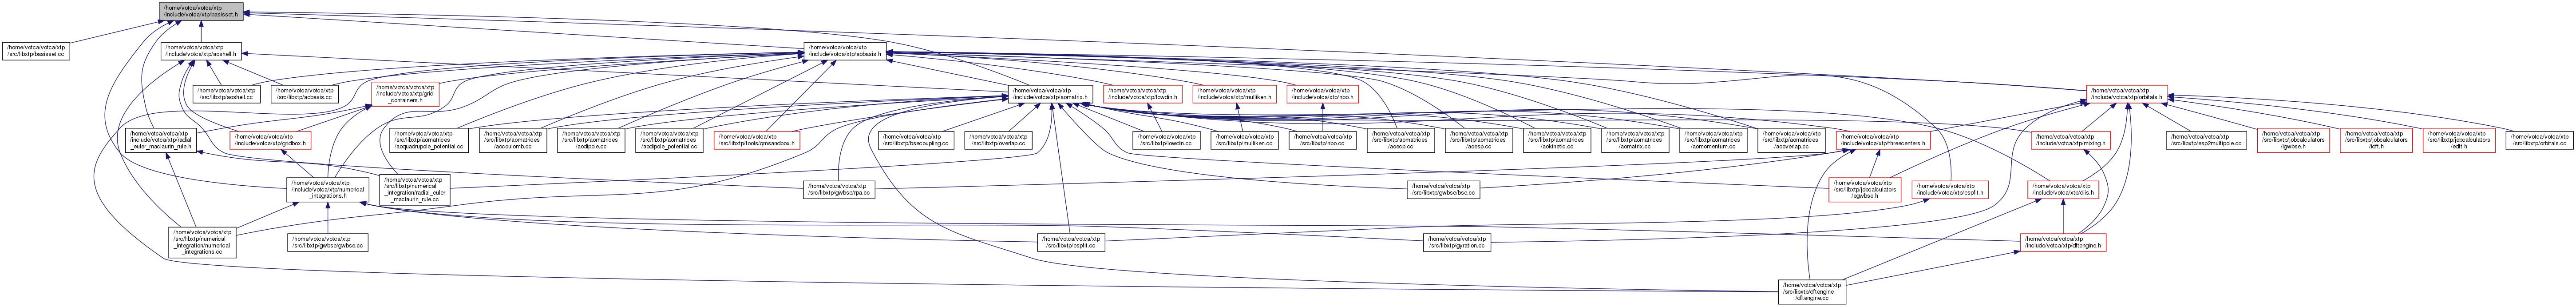 /home/votca/votca/xtp
/include/votca/xtp/basisset.h
/home/votca/votca/xtp
/src/libxtp/basisset.cc
/home/votca/votca/xtp
/include/votca/xtp/aoshell.h
/home/votca/votca/xtp
/include/votca/xtp/aobasis.h
/home/votca/votca/xtp
/src/libxtp/aoshell.cc
/home/votca/votca/xtp
/src/libxtp/aobasis.cc
/home/votca/votca/xtp
/include/votca/xtp/grid
_containers.h
/home/votca/votca/xtp
/include/votca/xtp/aomatrix.h
/home/votca/votca/xtp
/include/votca/xtp/lowdin.h
/home/votca/votca/xtp
/include/votca/xtp/mulliken.h
/home/votca/votca/xtp
/include/votca/xtp/nbo.h
/home/votca/votca/xtp
/include/votca/xtp/orbitals.h
/home/votca/votca/xtp
/include/votca/xtp/radial
_euler_maclaurin_rule.h
/home/votca/votca/xtp
/include/votca/xtp/gridbox.h
/home/votca/votca/xtp
/src/libxtp/aomatrices
/aoquadrupole_potential.cc
/home/votca/votca/xtp
/src/libxtp/aomatrices
/aocoulomb.cc
/home/votca/votca/xtp
/src/libxtp/aomatrices
/aodipole.cc
/home/votca/votca/xtp
/src/libxtp/aomatrices
/aodipole_potential.cc
/home/votca/votca/xtp
/src/libxtp/tools/qmsandbox.h
/home/votca/votca/xtp
/src/libxtp/bsecoupling.cc
/home/votca/votca/xtp
/src/libxtp/overlap.cc
/home/votca/votca/xtp
/src/libxtp/lowdin.cc
/home/votca/votca/xtp
/src/libxtp/mulliken.cc
/home/votca/votca/xtp
/src/libxtp/nbo.cc
/home/votca/votca/xtp
/src/libxtp/aomatrices
/aoecp.cc
/home/votca/votca/xtp
/src/libxtp/aomatrices
/aoesp.cc
/home/votca/votca/xtp
/src/libxtp/aomatrices
/aokinetic.cc
/home/votca/votca/xtp
/src/libxtp/aomatrices
/aomatrix.cc
/home/votca/votca/xtp
/src/libxtp/aomatrices
/aomomentum.cc
/home/votca/votca/xtp
/src/libxtp/aomatrices
/aooverlap.cc
/home/votca/votca/xtp
/include/votca/xtp/threecenters.h
/home/votca/votca/xtp
/include/votca/xtp/mixing.h
/home/votca/votca/xtp
/src/libxtp/esp2multipole.cc
/home/votca/votca/xtp
/src/libxtp/jobcalculators
/igwbse.h
/home/votca/votca/xtp
/src/libxtp/jobcalculators
/idft.h
/home/votca/votca/xtp
/src/libxtp/jobcalculators
/edft.h
/home/votca/votca/xtp
/src/libxtp/orbitals.cc
/home/votca/votca/xtp
/include/votca/xtp/numerical
_integrations.h
/home/votca/votca/xtp
/src/libxtp/numerical
_integration/radial_euler
_maclaurin_rule.cc
/home/votca/votca/xtp
/src/libxtp/gwbse/rpa.cc
/home/votca/votca/xtp
/src/libxtp/gwbse/bse.cc
/home/votca/votca/xtp
/src/libxtp/jobcalculators
/egwbse.h
/home/votca/votca/xtp
/include/votca/xtp/espfit.h
/home/votca/votca/xtp
/include/votca/xtp/diis.h
/home/votca/votca/xtp
/src/libxtp/numerical
_integration/numerical
_integrations.cc
/home/votca/votca/xtp
/src/libxtp/gwbse/gwbse.cc
/home/votca/votca/xtp
/src/libxtp/espfit.cc
/home/votca/votca/xtp
/src/libxtp/gyration.cc
/home/votca/votca/xtp
/include/votca/xtp/dftengine.h
/home/votca/votca/xtp
/src/libxtp/dftengine
/dftengine.cc